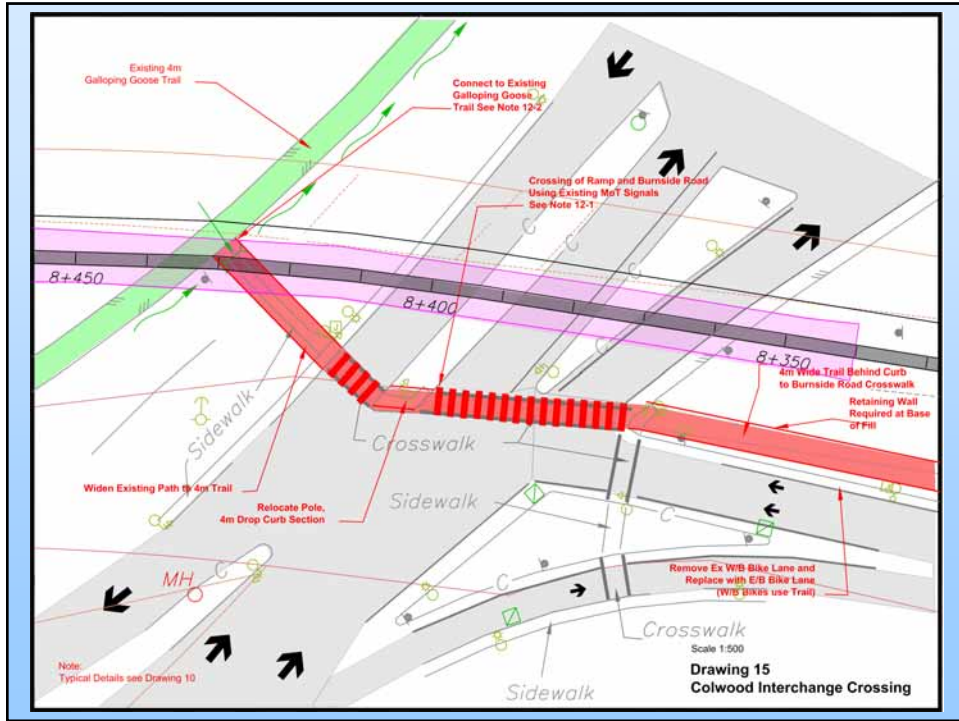 Existing 4m
Galloping Goose Trail
Connect to Existing
Galloping Goose
Trail See Note 12-2
Crossing of Ramp and Burnside Road
Using Existing MoT Signals
See Note 12-1
C
C
C
8+450
8+400
8+350
4m Wide Trail Behind Curb
to Burnside Road Crosswalk
Retaining Wall
Required at Base
of Fill
Sidewalk
Crosswalk
Widen Existing Path to 4m Trail
Sidewalk
Relocate Pole,
4m Drop Curb Section
C
C
MH
C
Remove Ex W/B Bike Lane and
Replace with E/B Bike Lane
(W/B Bikes use Trail)
Crosswalk
Scale 1:500
Note:
Typical Details see Drawing 10
Drawing 15
Colwood Interchange Crossing
Sidewalk